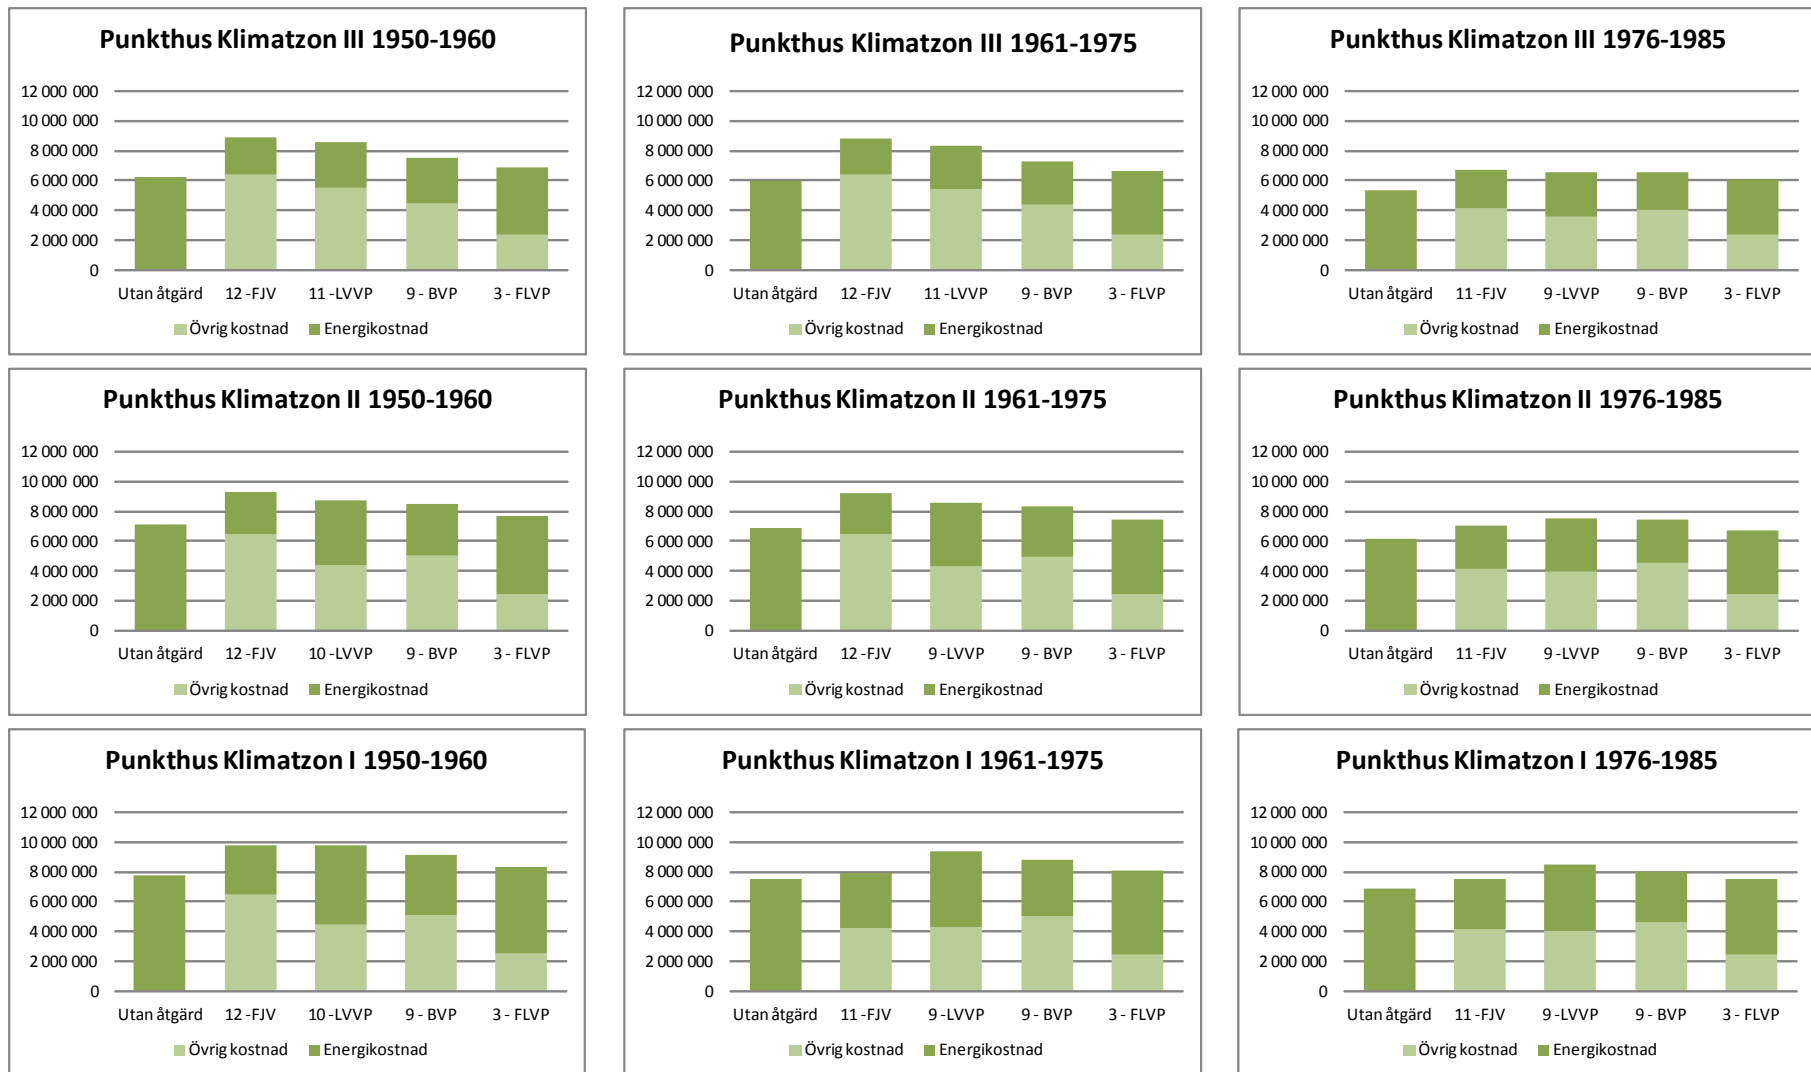 Punkthus Klimatzon III 1950-1960
12 000 000
10 000 000
8 000 000
6 000 000
4 000 000
2 000 000
0
Utan åtgärd 12 -FJV 11 -LVVP 9 - BVP 3 - FLVP
Övrig kostnad Energikostnad
Punkthus Klimatzon III 1961-1975
12 000 000
10 000 000
8 000 000
6 000 000
4 000 000
2 000 000
0
Utan åtgärd 12 -FJV 11 -LVVP 9 - BVP 3 - FLVP
Övrig kostnad Energikostnad
Punkthus Klimatzon III 1976-1985
12 000 000
10 000 000
8 000 000
6 000 000
4 000 000
2 000 000
0
Utan åtgärd 11 -FJV 9 -LVVP 9 - BVP 3 - FLVP
Övrig kostnad Energikostnad
Punkthus Klimatzon II 1950-1960
12 000 000
10 000 000
8 000 000
6 000 000
4 000 000
2 000 000
0
Utan åtgärd 12 -FJV 10 -LVVP 9 - BVP 3 - FLVP
Övrig kostnad Energikostnad
Punkthus Klimatzon II 1961-1975
12 000 000
10 000 000
8 000 000
6 000 000
4 000 000
2 000 000
0
Utan åtgärd 12 -FJV 9 -LVVP 9 - BVP 3 - FLVP
Övrig kostnad Energikostnad
Punkthus Klimatzon II 1976-1985
12 000 000
10 000 000
8 000 000
6 000 000
4 000 000
2 000 000
0
Utan åtgärd 11 -FJV 9 -LVVP 9 - BVP 3 - FLVP
Övrig kostnad Energikostnad
Punkthus Klimatzon I 1950-1960
12 000 000
10 000 000
8 000 000
6 000 000
4 000 000
2 000 000
0
Utan åtgärd 12 -FJV 10 -LVVP 9 - BVP 3 - FLVP
Övrig kostnad Energikostnad
Punkthus Klimatzon I 1961-1975
12 000 000
10 000 000
8 000 000
6 000 000
4 000 000
2 000 000
0
Utan åtgärd 11 -FJV 9 -LVVP 9 - BVP 3 - FLVP
Övrig kostnad Energikostnad
Punkthus Klimatzon I 1976-1985
12 000 000
10 000 000
8 000 000
6 000 000
4 000 000
2 000 000
0
Utan åtgärd 11 -FJV 9 -LVVP 9 - BVP 3 - FLVP
Övrig kostnad Energikostnad